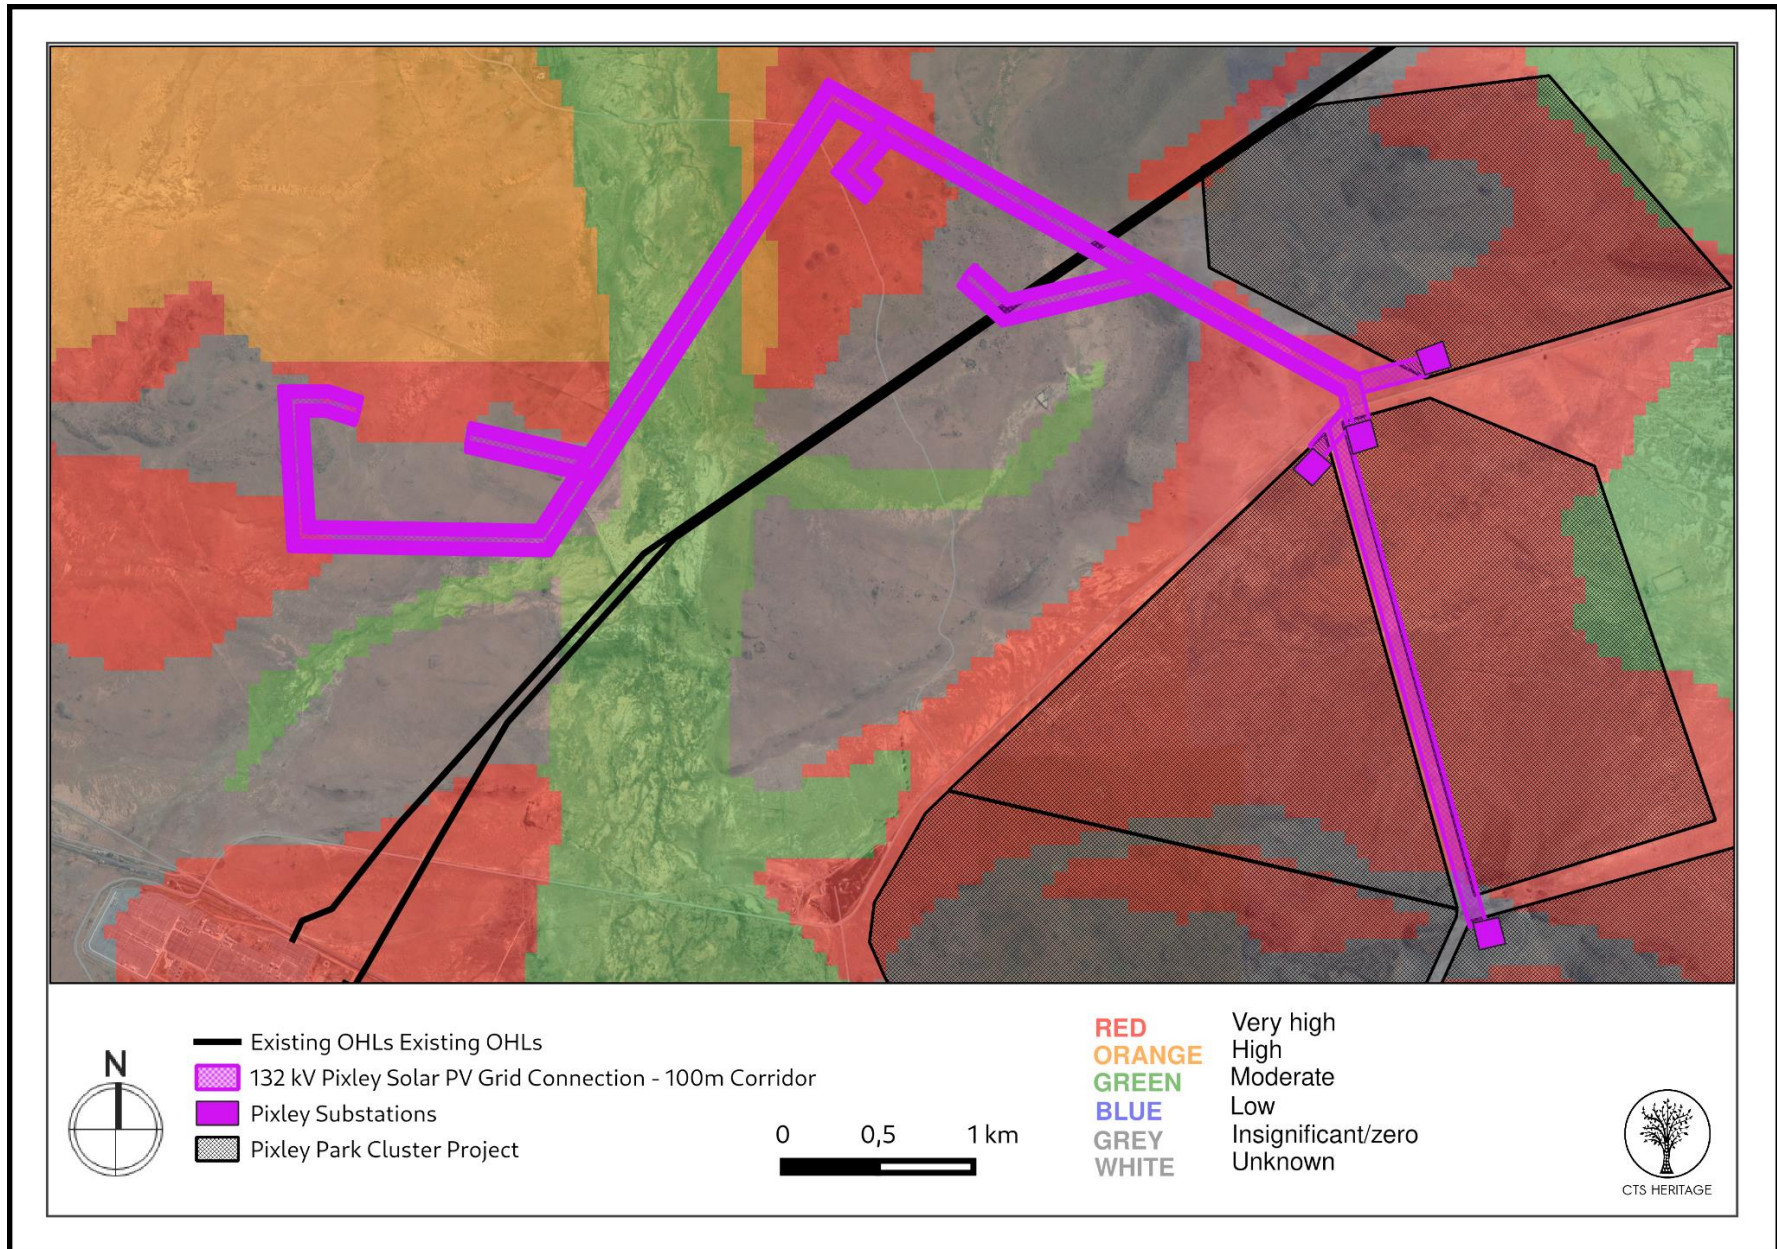 N
Existing OHLs Existing OHLs
132 kV Pixley Solar PV Grid Connection - 100m Corridor
Pixley Substations
Pixley Park Cluster Project
0 0,5 1 km
RED Very high
ORANGE High
GREEN Moderate
BLUE Low
GREY Insignificant/zero
WHITE Unknown
CTS HERITAGE